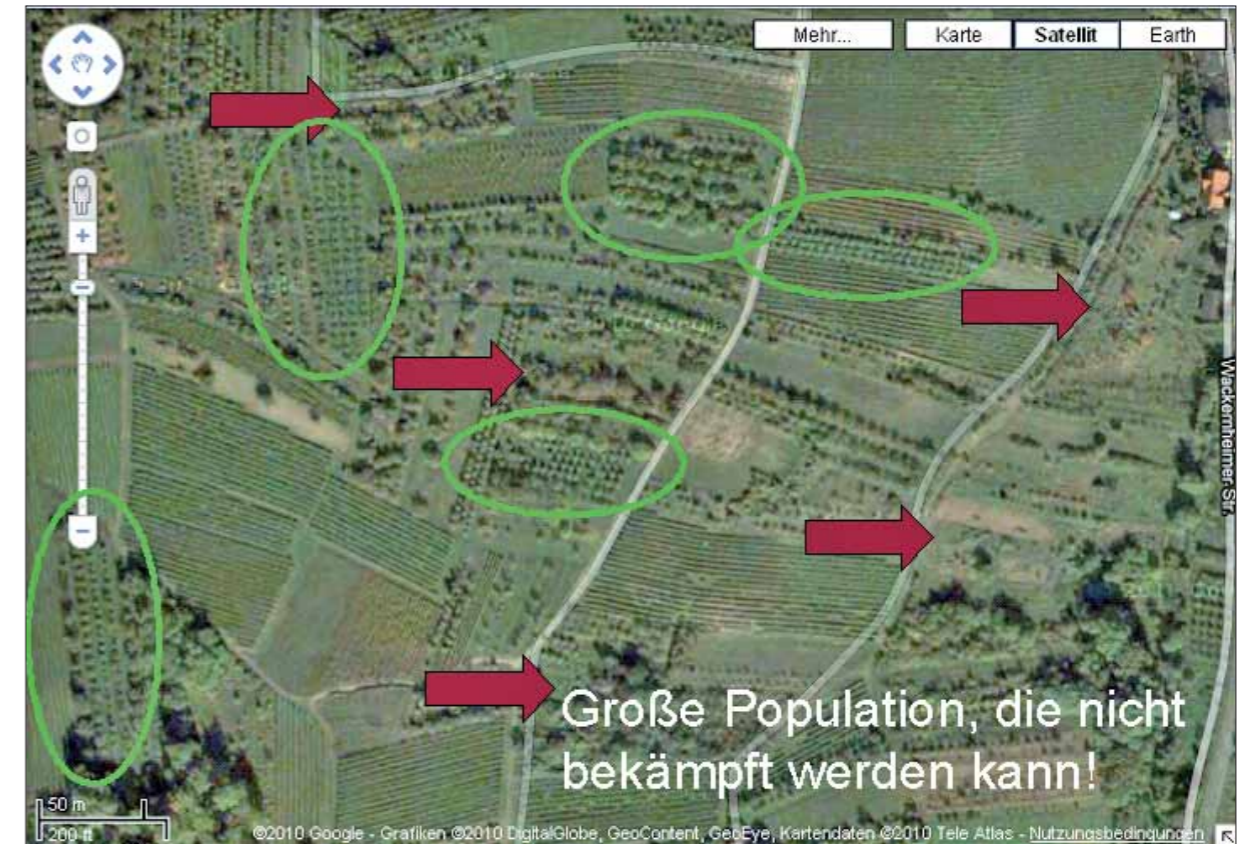 Mehr...
Karte
Satellit
Earth
Wackernheimer Str.
Große Population, die nicht
bekämpft werden kann!
50 m
200 ft
©2010 Google - Grafiken ©2010 DigitalGlobe, GeoContent, GeoEye, Kartendaten ©2010 Tele Atlas - Nutzungsbedingungen